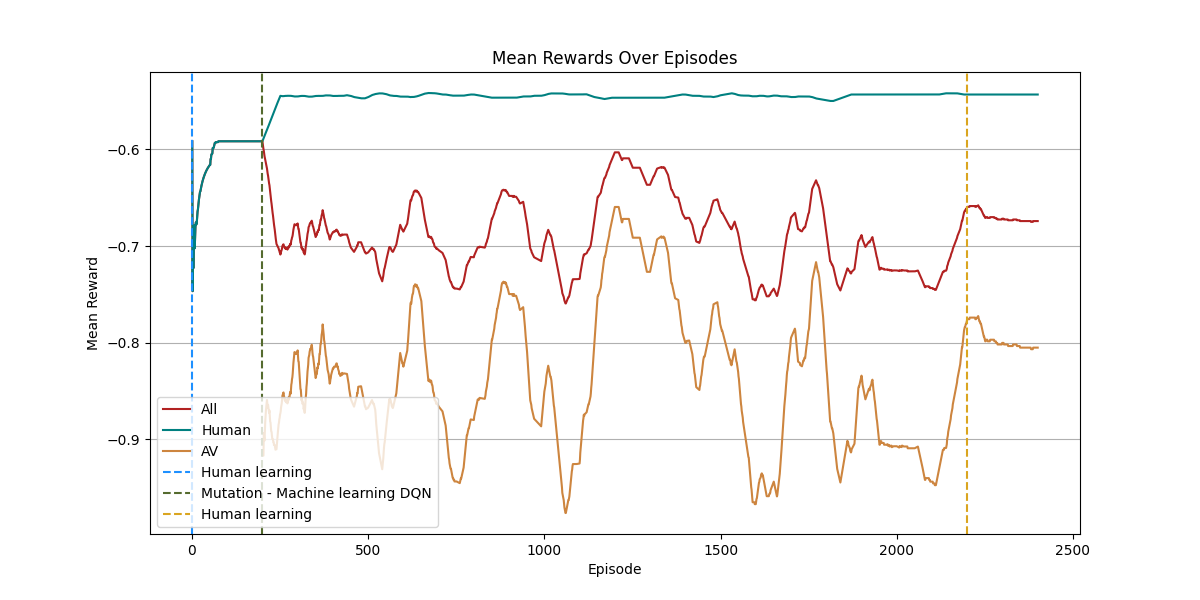 Mean Rewards Over Episodes
Mean Reward
−0.6
−0.7
−0.8
−0.9
All
Human
AV
Human learning
Mutation - Machine learning DQN
Human learning
0
500
1000
1500
2000
2500
Episode